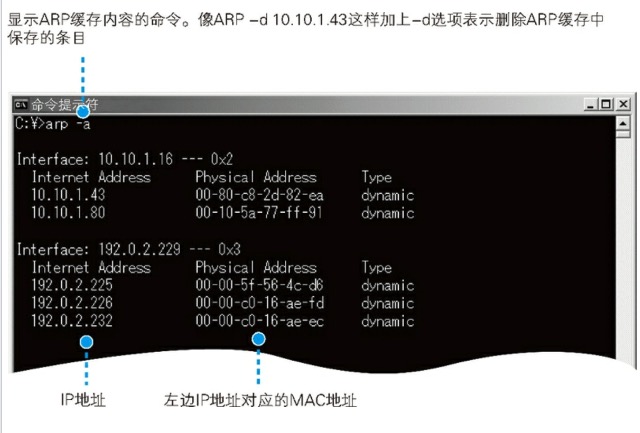 显示ARP缓存内容的命令。像ARP –d 10.10.1.43这样加上–d选项表示删除ARP缓存中
保存的条目
命令提示符
C:¥>arp -a
Interface: 10.10.1.16 --- 0x2
Internet Address Physical Address Type
10.10.1.43 00-80-c8-2d-82-ea dynamic
10.10.1.80 00-10-5a-77-ff-91 dynamic
Interface: 192.0.2.229 --- 0x3
Internet Address Physical Address Type
192.0.2.225 00-00-5f-56-4c-d6 dynamic
192.0.2.226 00-00-c0-16-ae-fd dynamic
192.0.2.232 00-00-c0-16-ae-ec dynamic
IP地址 左边IP地址对应的MAC地址